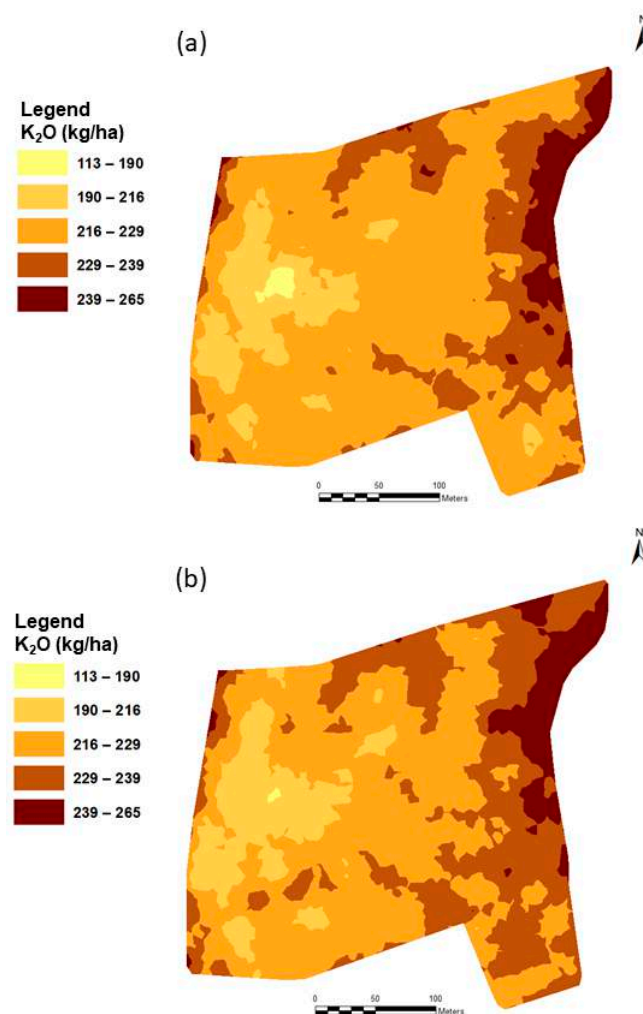 (a)
N
Legend
K₂O (kg/ha)
113 – 190
190 – 216
216 – 229
229 – 239
239 – 265
0 50 100
Meters
(b)
N
Legend
K₂O (kg/ha)
113 – 190
190 – 216
216 – 229
229 – 239
239 – 265
0 50 100
Meters